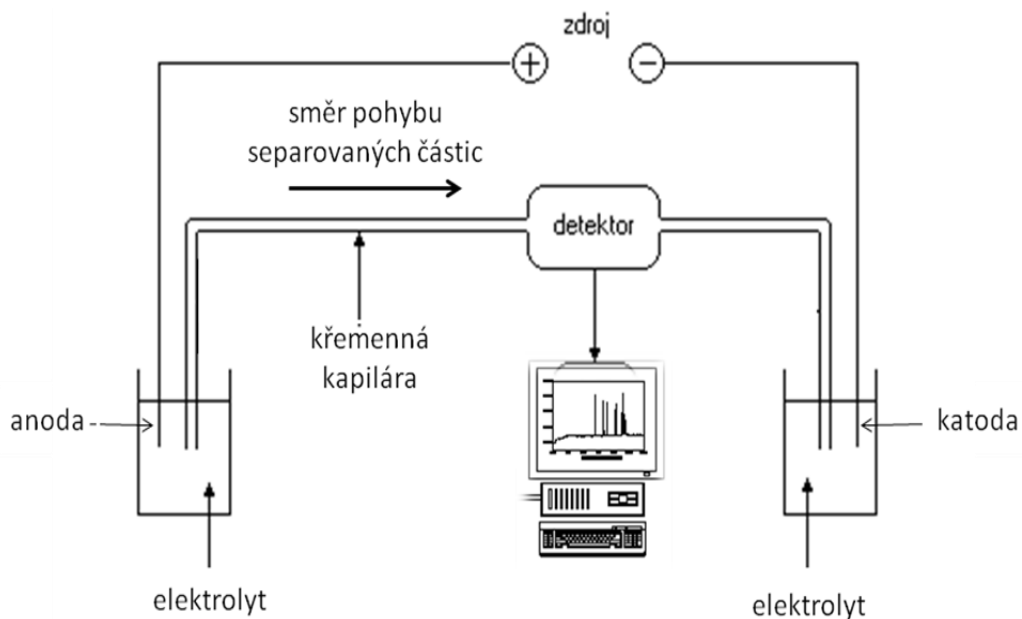 zdroj
+
−
směr pohybu
separovaných částic
detektor
křemenná
kapilára
anoda
katoda
elektrolyt
elektrolyt